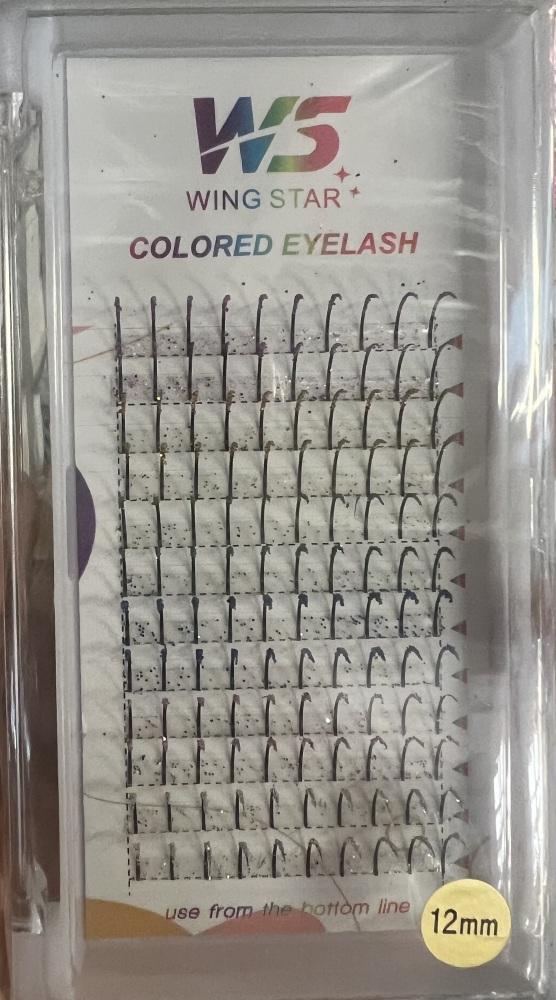 WS
WING STAR
COLORED EYELASH
use from the bottom line
12mm